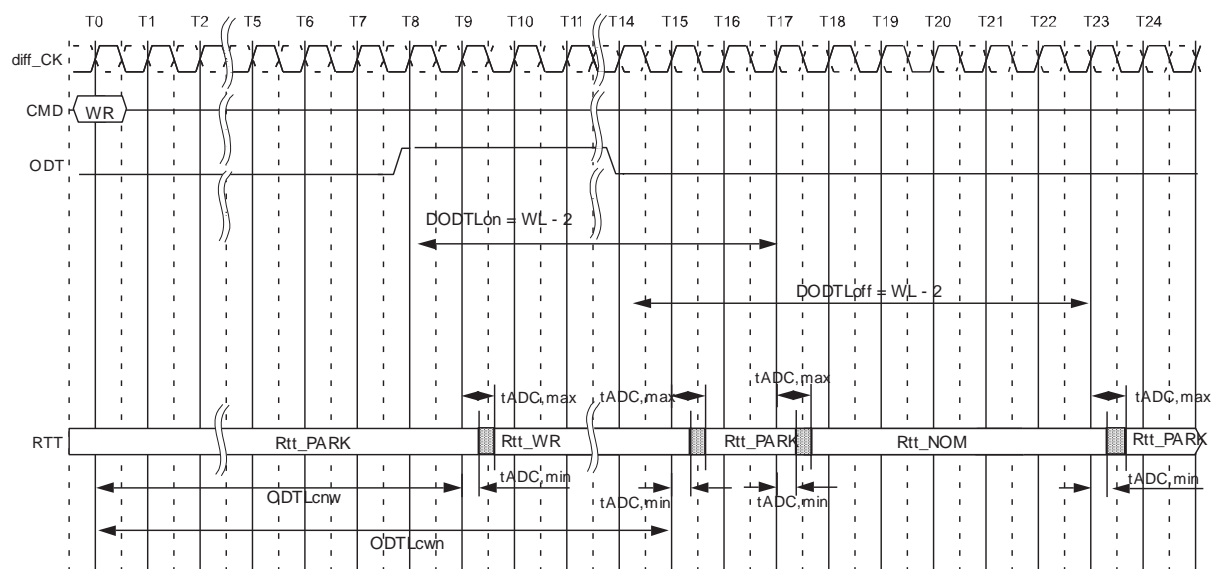 T0 T1 T2 T5 T6 T7 T8 T9 T10 T11 T14 T15 T16 T17 T18 T19 T20 T21 T22 T23 T24
diff_CK
CMD WR
ODT
DODTLon = WL - 2
DODTLoff = WL - 2
tADC,max tADC,max tADC,max tADC,max
RTT Rtt_PARK Rtt_WR Rtt_PARK Rtt_NOM Rtt_PARK
tADC,min tADC,min tADC,min tADC,min
ODTLcnw
ODTLcwn